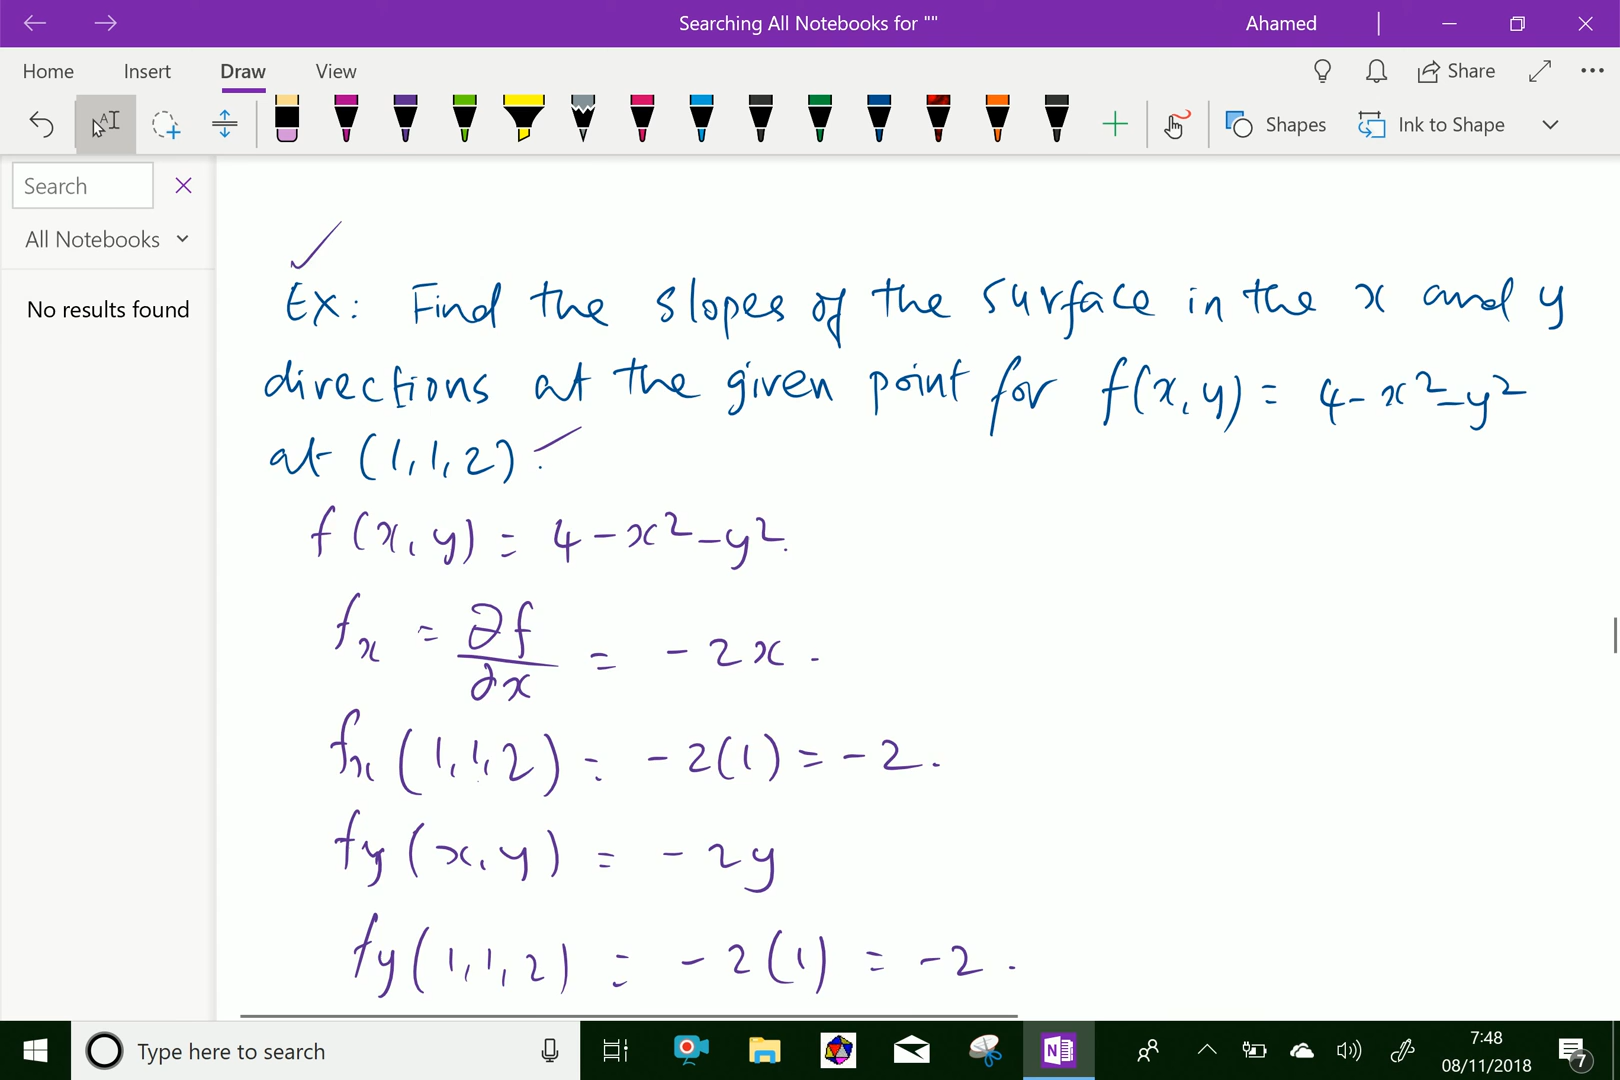 Searching All Notebooks for ""
Ahamed
Home Insert Draw View
Share
Shapes
Ink to Shape
Search
All Notebooks
No results found
Ex: Find the slopes of the surface in the x and y
directions at the given point for f(x,y) = 4-x²-y²
at (1,1,2).
f(x,y) = 4-x²-y².
fx = ∂f/∂x = -2x.
fx(1,1,2) = -2(1) = -2.
fy(x,y) = -2y
fy(1,1,2) = -2(1) = -2.
Type here to search
N
7:48
08/11/2018
7